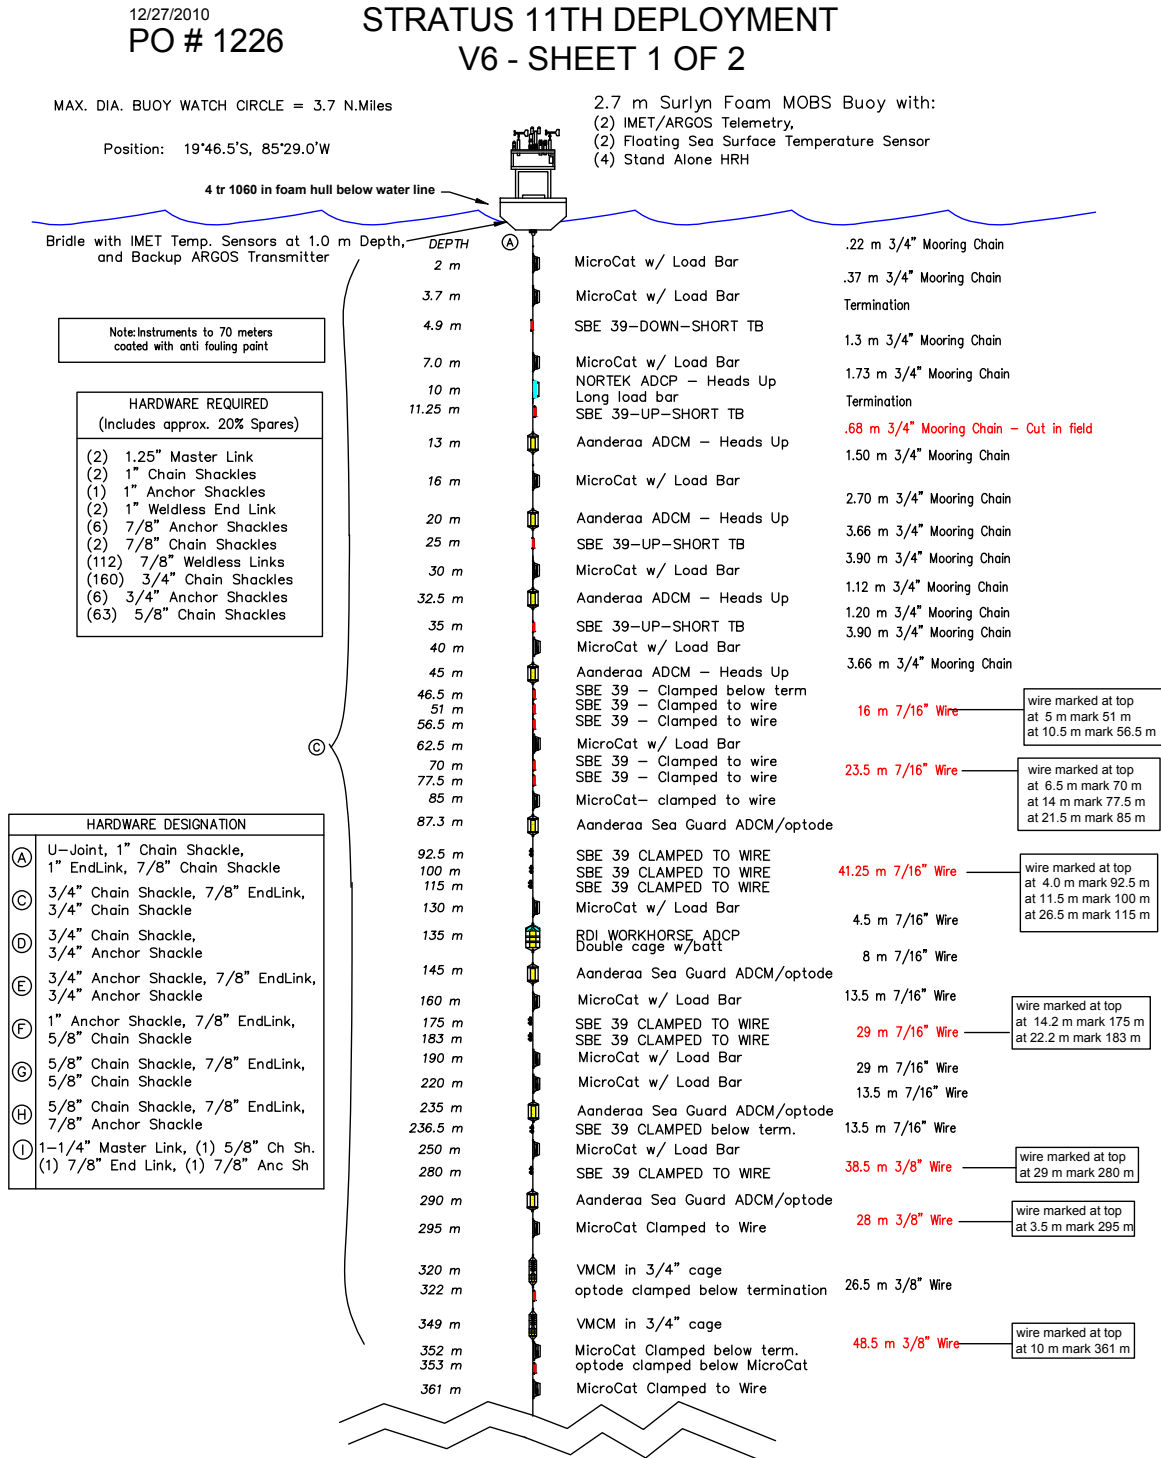 12/27/2010
PO # 1226
STRATUS 11TH DEPLOYMENT
V6 - SHEET 1 OF 2
MAX. DIA. BUOY WATCH CIRCLE = 3.7 N.Miles
Position: 19°46.5'S, 85°29.0'W
2.7 m Surlyn Foam MOBS Buoy with:
(2) IMET/ARGOS Telemetry,
(2) Floating Sea Surface Temperature Sensor
(4) Stand Alone HRH
4 tr 1060 in foam hull below water line
Bridle with IMET Temp. Sensors at 1.0 m Depth,
and Backup ARGOS Transmitter
Note: Instruments to 70 meters
coated with anti fouling paint
HARDWARE REQUIRED
(Includes approx. 20% Spares)
(2) 1.25" Master Link
(2) 1" Chain Shackles
(1) 1" Anchor Shackles
(2) 1" Weldless End Link
(6) 7/8" Anchor Shackles
(2) 7/8" Chain Shackles
(112) 7/8" Weldless Links
(160) 3/4" Chain Shackles
(6) 3/4" Anchor Shackles
(63) 5/8" Chain Shackles
C
HARDWARE DESIGNATION
A U-Joint, 1" Chain Shackle,
1" EndLink, 7/8" Chain Shackle
C 3/4" Chain Shackle, 7/8" EndLink,
3/4" Chain Shackle
D 3/4" Chain Shackle,
3/4" Anchor Shackle
E 3/4" Anchor Shackle, 7/8" EndLink,
3/4" Anchor Shackle
F 1" Anchor Shackle, 7/8" EndLink,
5/8" Chain Shackle
G 5/8" Chain Shackle, 7/8" EndLink,
5/8" Chain Shackle
H 5/8" Chain Shackle, 7/8" EndLink,
7/8" Anchor Shackle
I 1-1/4" Master Link, (1) 5/8" Ch Sh.
(1) 7/8" End Link, (1) 7/8" Anc Sh
DEPTH A
2 m MicroCat w/ Load Bar
3.7 m MicroCat w/ Load Bar
4.9 m SBE 39-DOWN-SHORT TB
7.0 m MicroCat w/ Load Bar
10 m NORTEK ADCP - Heads Up
Long load bar
11.25 m SBE 39-UP-SHORT TB
13 m Aanderaa ADCM - Heads Up
16 m MicroCat w/ Load Bar
20 m Aanderaa ADCM - Heads Up
25 m SBE 39-UP-SHORT TB
30 m MicroCat w/ Load Bar
32.5 m Aanderaa ADCM - Heads Up
35 m SBE 39-UP-SHORT TB
40 m MicroCat w/ Load Bar
45 m Aanderaa ADCM - Heads Up
46.5 m SBE 39 - Clamped below term
51 m SBE 39 - Clamped to wire
56.5 m SBE 39 - Clamped to wire
62.5 m MicroCat w/ Load Bar
70 m SBE 39 - Clamped to wire
77.5 m SBE 39 - Clamped to wire
85 m MicroCat- clamped to wire
87.3 m Aanderaa Sea Guard ADCM/optode
92.5 m SBE 39 CLAMPED TO WIRE
100 m SBE 39 CLAMPED TO WIRE
115 m SBE 39 CLAMPED TO WIRE
130 m MicroCat w/ Load Bar
135 m RDI WORKHORSE ADCP
Double cage w/batt
145 m Aanderaa Sea Guard ADCM/optode
160 m MicroCat w/ Load Bar
175 m SBE 39 CLAMPED TO WIRE
183 m SBE 39 CLAMPED TO WIRE
190 m MicroCat w/ Load Bar
220 m MicroCat w/ Load Bar
235 m Aanderaa Sea Guard ADCM/optode
236.5 m SBE 39 CLAMPED below term.
250 m MicroCat w/ Load Bar
280 m SBE 39 CLAMPED TO WIRE
290 m Aanderaa Sea Guard ADCM/optode
295 m MicroCat Clamped to Wire
320 m VMCM in 3/4" cage
322 m optode clamped below termination
349 m VMCM in 3/4" cage
352 m MicroCat Clamped below term.
353 m optode clamped below MicroCat
361 m MicroCat Clamped to Wire
.22 m 3/4" Mooring Chain
.37 m 3/4" Mooring Chain
Termination
1.3 m 3/4" Mooring Chain
1.73 m 3/4" Mooring Chain
Termination
.68 m 3/4" Mooring Chain - Cut in field
1.50 m 3/4" Mooring Chain
2.70 m 3/4" Mooring Chain
3.66 m 3/4" Mooring Chain
3.90 m 3/4" Mooring Chain
1.12 m 3/4" Mooring Chain
1.20 m 3/4" Mooring Chain
3.90 m 3/4" Mooring Chain
3.66 m 3/4" Mooring Chain
16 m 7/16" Wire
wire marked at top
at 5 m mark 51 m
at 10.5 m mark 56.5 m
23.5 m 7/16" Wire
wire marked at top
at 6.5 m mark 70 m
at 14 m mark 77.5 m
at 21.5 m mark 85 m
41.25 m 7/16" Wire
wire marked at top
at 4.0 m mark 92.5 m
at 11.5 m mark 100 m
at 26.5 m mark 115 m
4.5 m 7/16" Wire
8 m 7/16" Wire
13.5 m 7/16" Wire
29 m 7/16" Wire
wire marked at top
at 14.2 m mark 175 m
at 22.2 m mark 183 m
29 m 7/16" Wire
13.5 m 7/16" Wire
13.5 m 7/16" Wire
38.5 m 3/8" Wire
wire marked at top
at 29 m mark 280 m
28 m 3/8" Wire
wire marked at top
at 3.5 m mark 295 m
26.5 m 3/8" Wire
48.5 m 3/8" Wire
wire marked at top
at 10 m mark 361 m